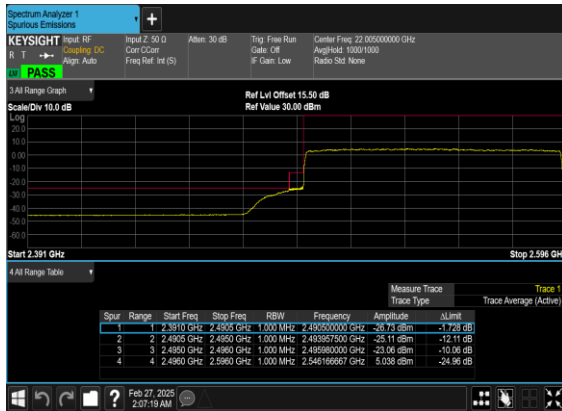 Spectrum Analyzer 1
Spurious Emissions
+
KEYSIGHT Input: RF Input Z: 50 Ω Atten: 30 dB Trig: Free Run Center Freq: 22.005000000 GHz
R T Coupling: DC Corr CCorr Gate: Off Avg|Hold: 1000/1000
Align: Auto Freq Ref: Int (S) IF Gain: Low Radio Std: None
PASS
3 All Range Graph
Ref Lvl Offset 15.50 dB
Scale/Div 10.0 dB Ref Value 30.00 dBm
Log
20.0
10.0
0.00
-10.0
-20.0
-30.0
-40.0
-50.0
-60.0
Start 2.391 GHz Stop 2.596 GHz
4 All Range Table
Measure Trace Trace 1
Trace Type Trace Average (Active)
Spur Range Start Freq Stop Freq RBW Frequency Amplitude ΔLimit
1 1 2.3910 GHz 2.4905 GHz 1.000 MHz 2.490500000 GHz -26.73 dBm -1.728 dB
2 2 2.4905 GHz 2.4950 GHz 1.000 MHz 2.493957500 GHz -25.11 dBm -12.11 dB
3 3 2.4950 GHz 2.4960 GHz 1.000 MHz 2.495980000 GHz -23.06 dBm -10.06 dB
4 4 2.4960 GHz 2.5960 GHz 1.000 MHz 2.546166667 GHz 5.038 dBm -24.96 dB
? Feb 27, 2025
2:07:19 AM